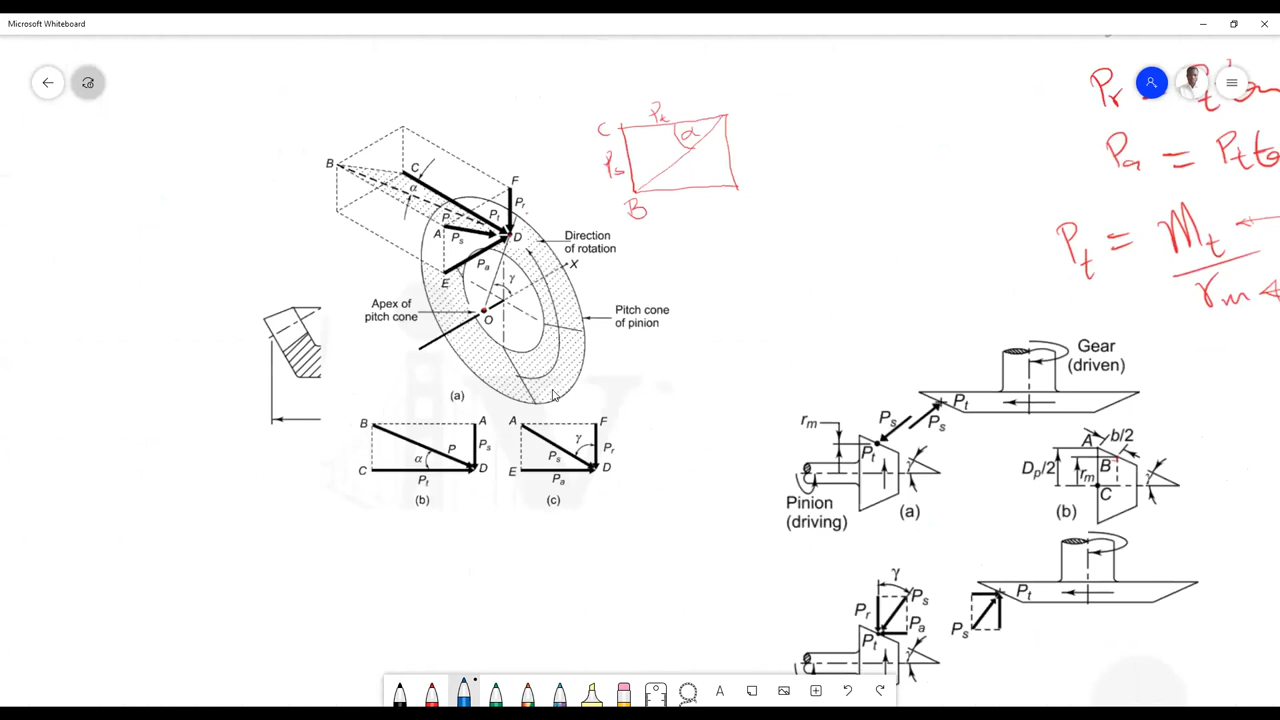 Microsoft Whiteboard
P_r P_t
P_a = P_t
P_t = M_t
r_m
C P_t α
P_s
B
B C F
α P_r
P P_t
A P_s D
Direction
of rotation
X
P_a γ
E
Apex of
pitch cone
O
Pitch cone
of pinion
(a)
B A A F
P P_s γ P_r
α P_s
C D E D
P_t P_a
(b) (c)
Gear
(driven)
P_s P_t
P_s
r_m
P_t
Pinion
(driving)
(a)
A b/2
D_p/2 B
r_m
C
γ
(b)
γ
P_r P_s
P_a
P_t
γ
P_t
P_s
A